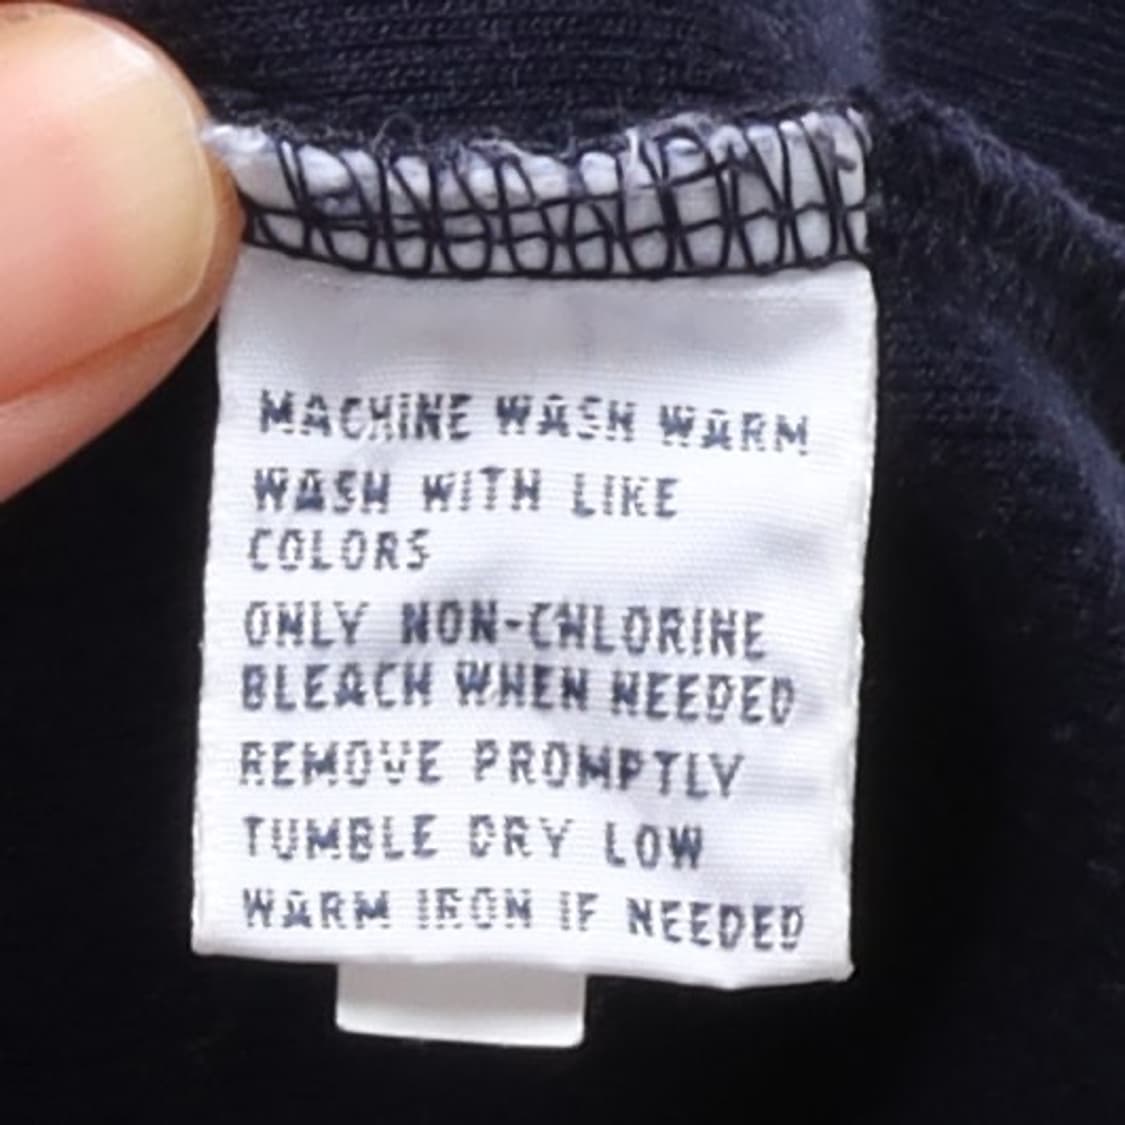 MACHINE WASH WARM
WASH WITH LIKE
COLORS
ONLY NON-CHLORINE
BLEACH WHEN NEEDED
REMOVE PROMPTLY
TUMBLE DRY LOW
WARM IRON IF NEEDED